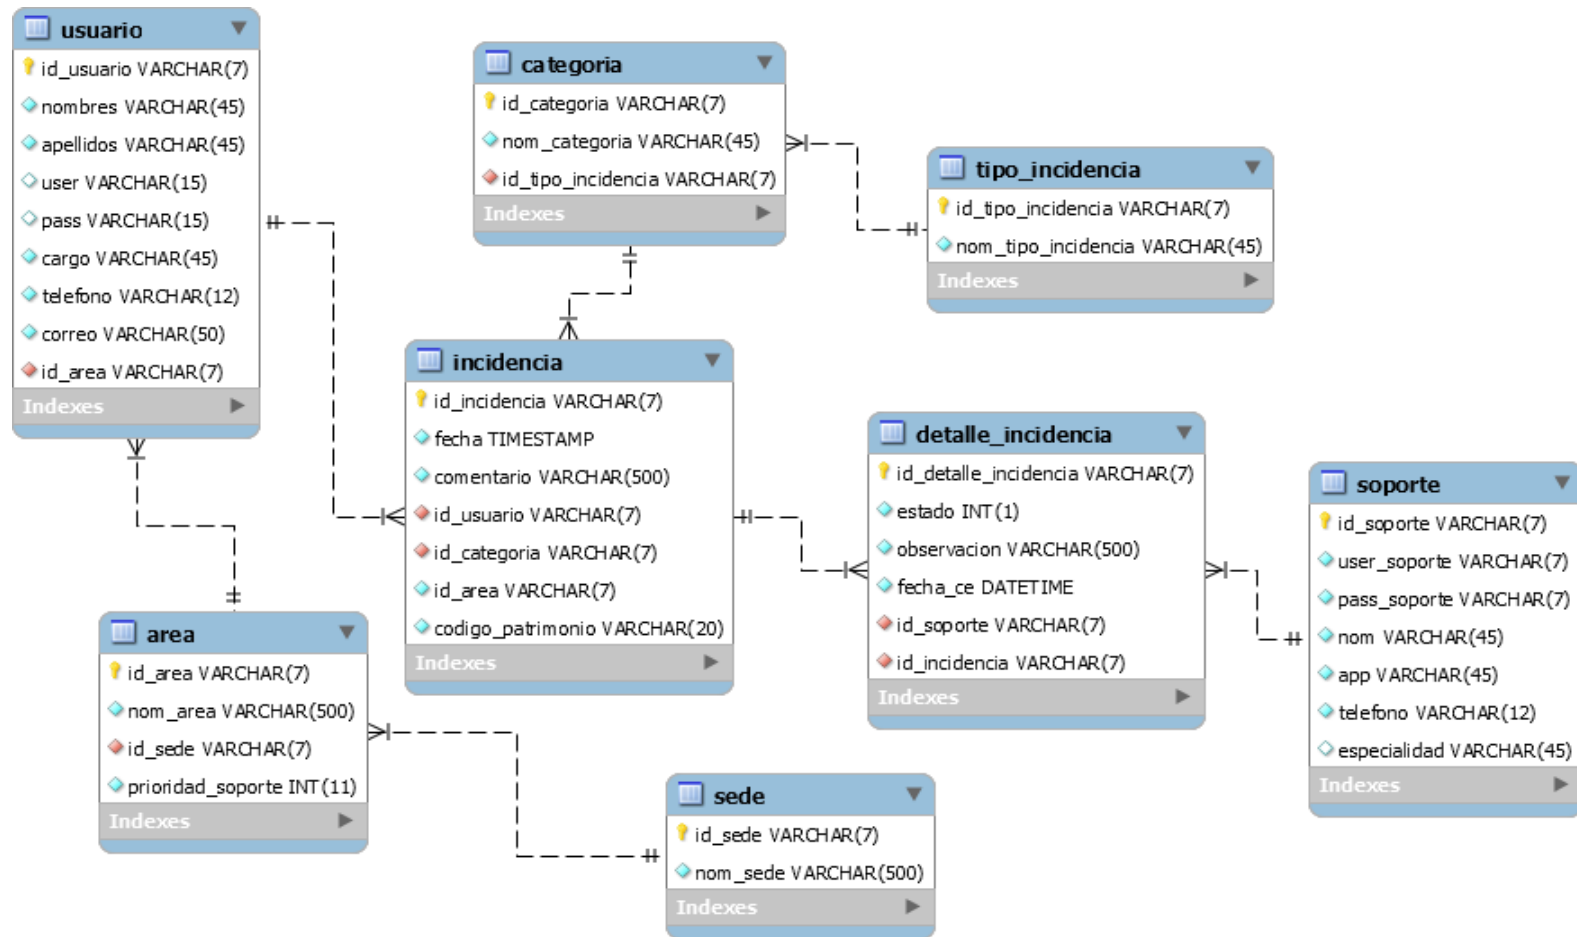 usuario
id_usuario VARCHAR(7)
nombres VARCHAR(45)
apellidos VARCHAR(45)
user VARCHAR(15)
pass VARCHAR(15)
cargo VARCHAR(45)
telefono VARCHAR(12)
correo VARCHAR(50)
id_area VARCHAR(7)
Indexes
categoria
id_categoria VARCHAR(7)
nom_categoria VARCHAR(45)
id_tipo_incidencia VARCHAR(7)
Indexes
tipo_incidencia
id_tipo_incidencia VARCHAR(7)
nom_tipo_incidencia VARCHAR(45)
Indexes
incidencia
id_incidencia VARCHAR(7)
fecha TIMESTAMP
comentario VARCHAR(500)
id_usuario VARCHAR(7)
id_categoria VARCHAR(7)
id_area VARCHAR(7)
codigo_patrimonio VARCHAR(20)
Indexes
detalle_incidencia
id_detalle_incidencia VARCHAR(7)
estado INT(1)
observacion VARCHAR(500)
fecha_ce DATETIME
id_soporte VARCHAR(7)
id_incidencia VARCHAR(7)
Indexes
soporte
id_soporte VARCHAR(7)
user_soporte VARCHAR(7)
pass_soporte VARCHAR(7)
nom VARCHAR(45)
app VARCHAR(45)
telefono VARCHAR(12)
especialidad VARCHAR(45)
Indexes
area
id_area VARCHAR(7)
nom_area VARCHAR(500)
id_sede VARCHAR(7)
prioridad_soporte INT(11)
Indexes
sede
id_sede VARCHAR(7)
nom_sede VARCHAR(500)
Indexes